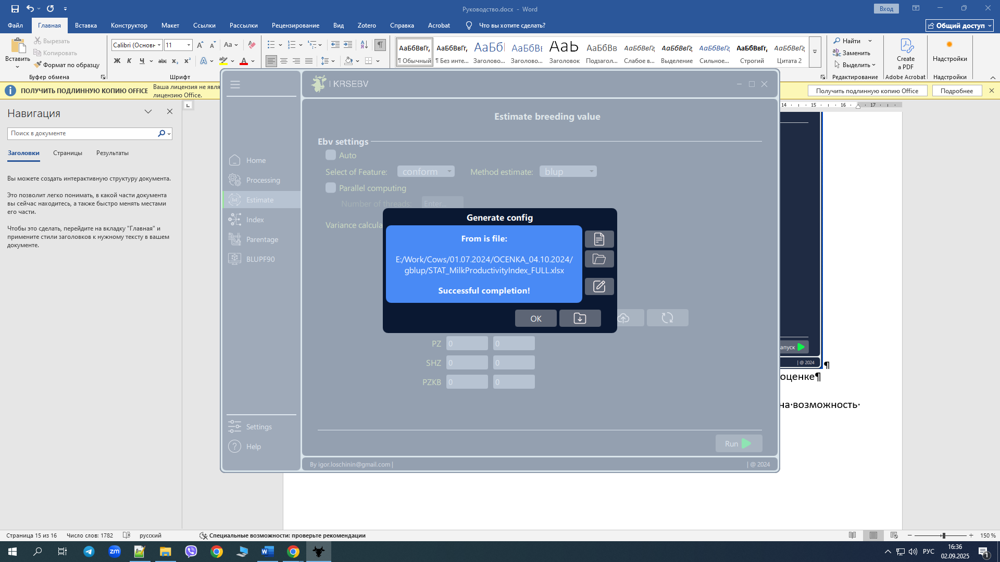 Руководство.docx - Word
Вход
Файл Главная Вставка Конструктор Макет Ссылки Рассылки Рецензирование Вид Zotero Справка Acrobat Что вы хотите сделать? Общий доступ
Вставить
Вырезать
Копировать
Формат по образцу
Буфер обмена
Calibri (Основн 11
Шрифт
АаБбВвГг, ¶ Обычный
АаБбВвГг, ¶ Без инте...
АаБбІ Заголово...
АаБбВ Заголово...
АаЬ Заголовок
АаБбВв Подзагол...
АаБбВвГг Слабое в...
АаБбВвГг Выделение
АаБбВвГг Сильное...
АаБбВвГг, Строгий
АаБбВвГг Цитата 2
Найти
Заменить
Выделить
Редактирование
Create a PDF
Adobe Acrobat
Настройки
Настройки
ПОЛУЧИТЬ ПОДЛИННУЮ КОПИЮ OFFICE
Ваша лицензия не явля
лицензию Office.
Получить подлинную копию Office
Подробнее
Навигация
Поиск в документе
Заголовки Страницы Результаты
Вы можете создать интерактивную структуру документа.
Это позволит легко понимать, в какой части документа
вы сейчас находитесь, а также быстро менять местами
его части.
Чтобы это сделать, перейдите на вкладку "Главная" и
примените стили заголовков к нужному тексту в вашем
документе.
14 15 16 17
| KRSEBV
Home
Processing
Estimate
Index
Parentage
BLUPF90
Settings
Help
Estimate breeding value
Ebv settings
Auto
Select of Feature: conform Method estimate: blup
Parallel computing
Number of threads: Enter...
Variance calcula
Generate config
From is file:
E:/Work/Cows/01.07.2024/OCENKA_04.10.2024/
gblup/STAT_MilkProductivityIndex_FULL.xlsx
Successful completion!
OK
PZ 0 0
SHZ 0 0
PZKB 0 0
Run
By igor.loschinin@gmail.com |
| @ 2024
апуск
| @ 2024
¶
оценке¶
на·возможность·
Страница 15 из 16 Число слов: 1782 русский Специальные возможности: проверьте рекомендации 150 %
РУС
16:36
02.09.2025
1